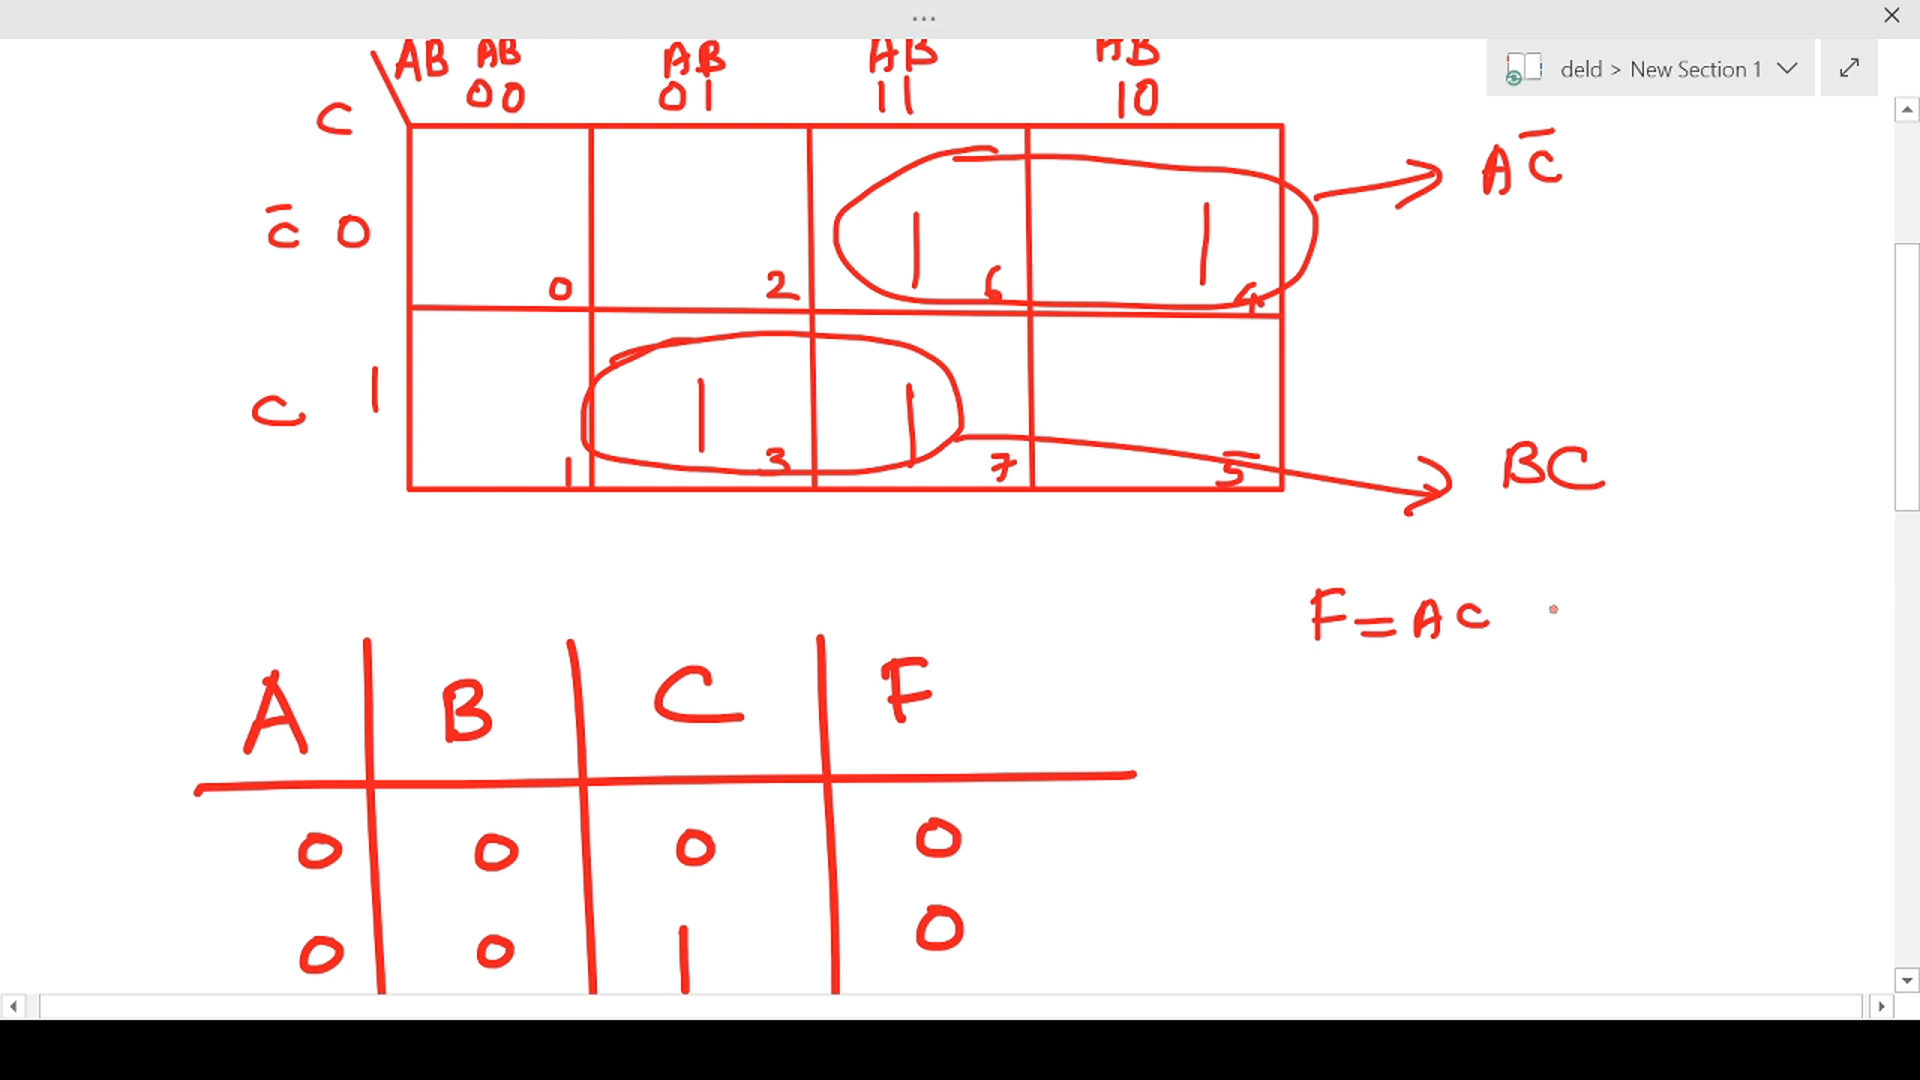 ...
deld > New Section 1
AB AB AB AB AB
00 01 11 10
C
A C̅
C̅ 0
0 2 6 4
1 1
C 1
1 1
1 3 7 5
BC
F = AC
A B C F
0 0 0 0
0 0 1 0